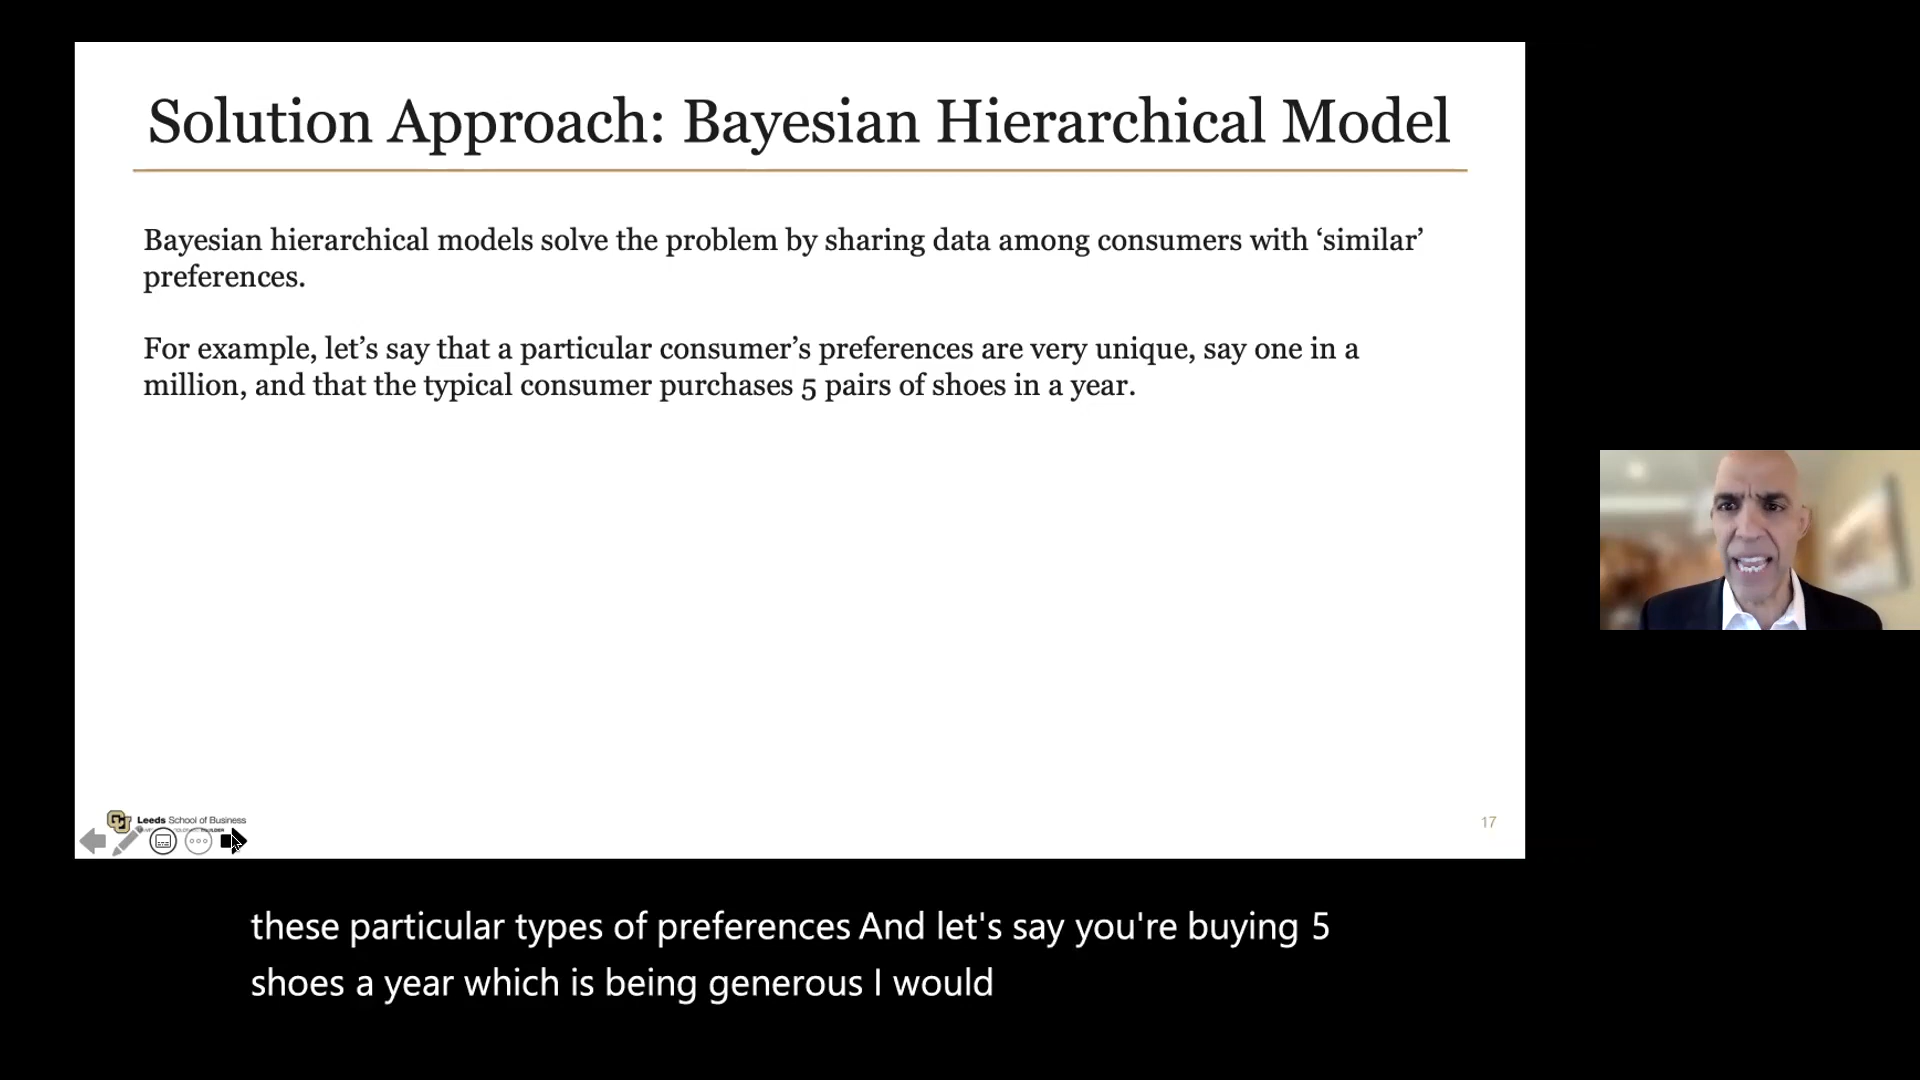 Solution Approach: Bayesian Hierarchical Model
Bayesian hierarchical models solve the problem by sharing data among consumers with ‘similar’
preferences.
For example, let’s say that a particular consumer’s preferences are very unique, say one in a
million, and that the typical consumer purchases 5 pairs of shoes in a year.
Leeds School of Business
17
these particular types of preferences And let's say you're buying 5
shoes a year which is being generous I would